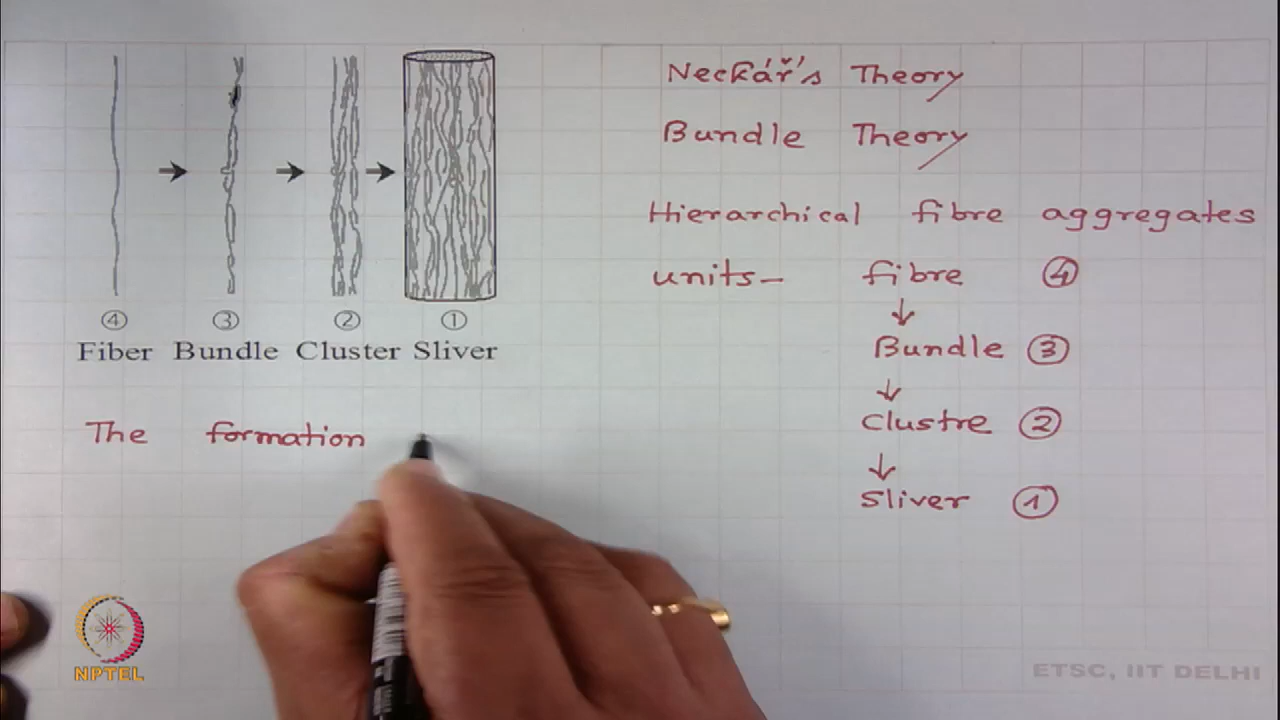 ④ ③ ② ①
Fiber Bundle Cluster Sliver
The formation
Neckář's Theory
Bundle Theory
Hierarchical fibre aggregates
units- fibre ④
↓
Bundle ③
↓
Clustre ②
↓
Sliver ①
NPTEL
ETSC, IIT DELHI